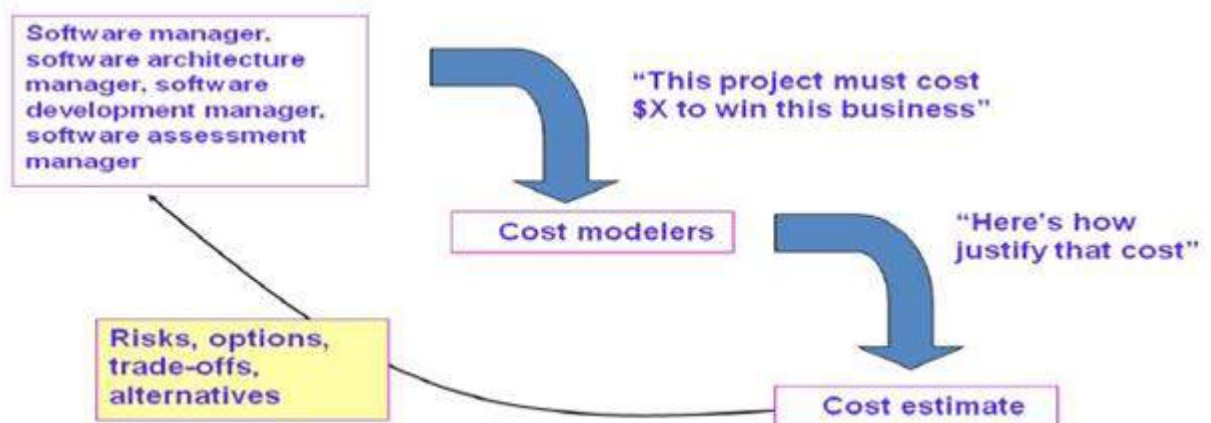 Software manager,
software architecture
manager, software
development manager,
software assessment
manager
“This project must cost
$X to win this business”
Cost modelers
“Here's how
justify that cost”
Risks, options,
trade-offs,
alternatives
Cost estimate